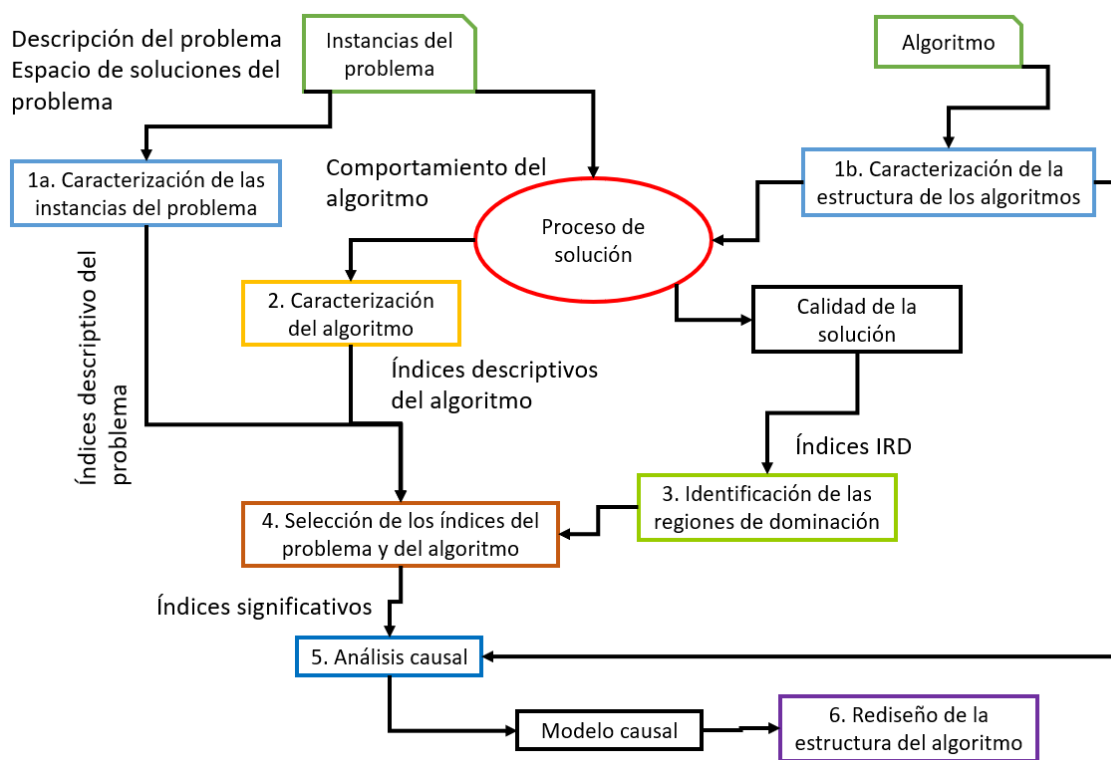 Descripción del problema
Espacio de soluciones del
problema
Instancias del
problema
Algoritmo
1a. Caracterización de las
instancias del problema
Comportamiento del
algoritmo
1b. Caracterización de la
estructura de los algoritmos
Proceso de
solución
2. Caracterización
del algoritmo
Calidad de la
solución
Índices descriptivo del
problema
Índices descriptivos
del algoritmo
Índices IRD
3. Identificación de las
regiones de dominación
4. Selección de los índices del
problema y del algoritmo
Índices significativos
5. Análisis causal
Modelo causal
6. Rediseño de la
estructura del algoritmo